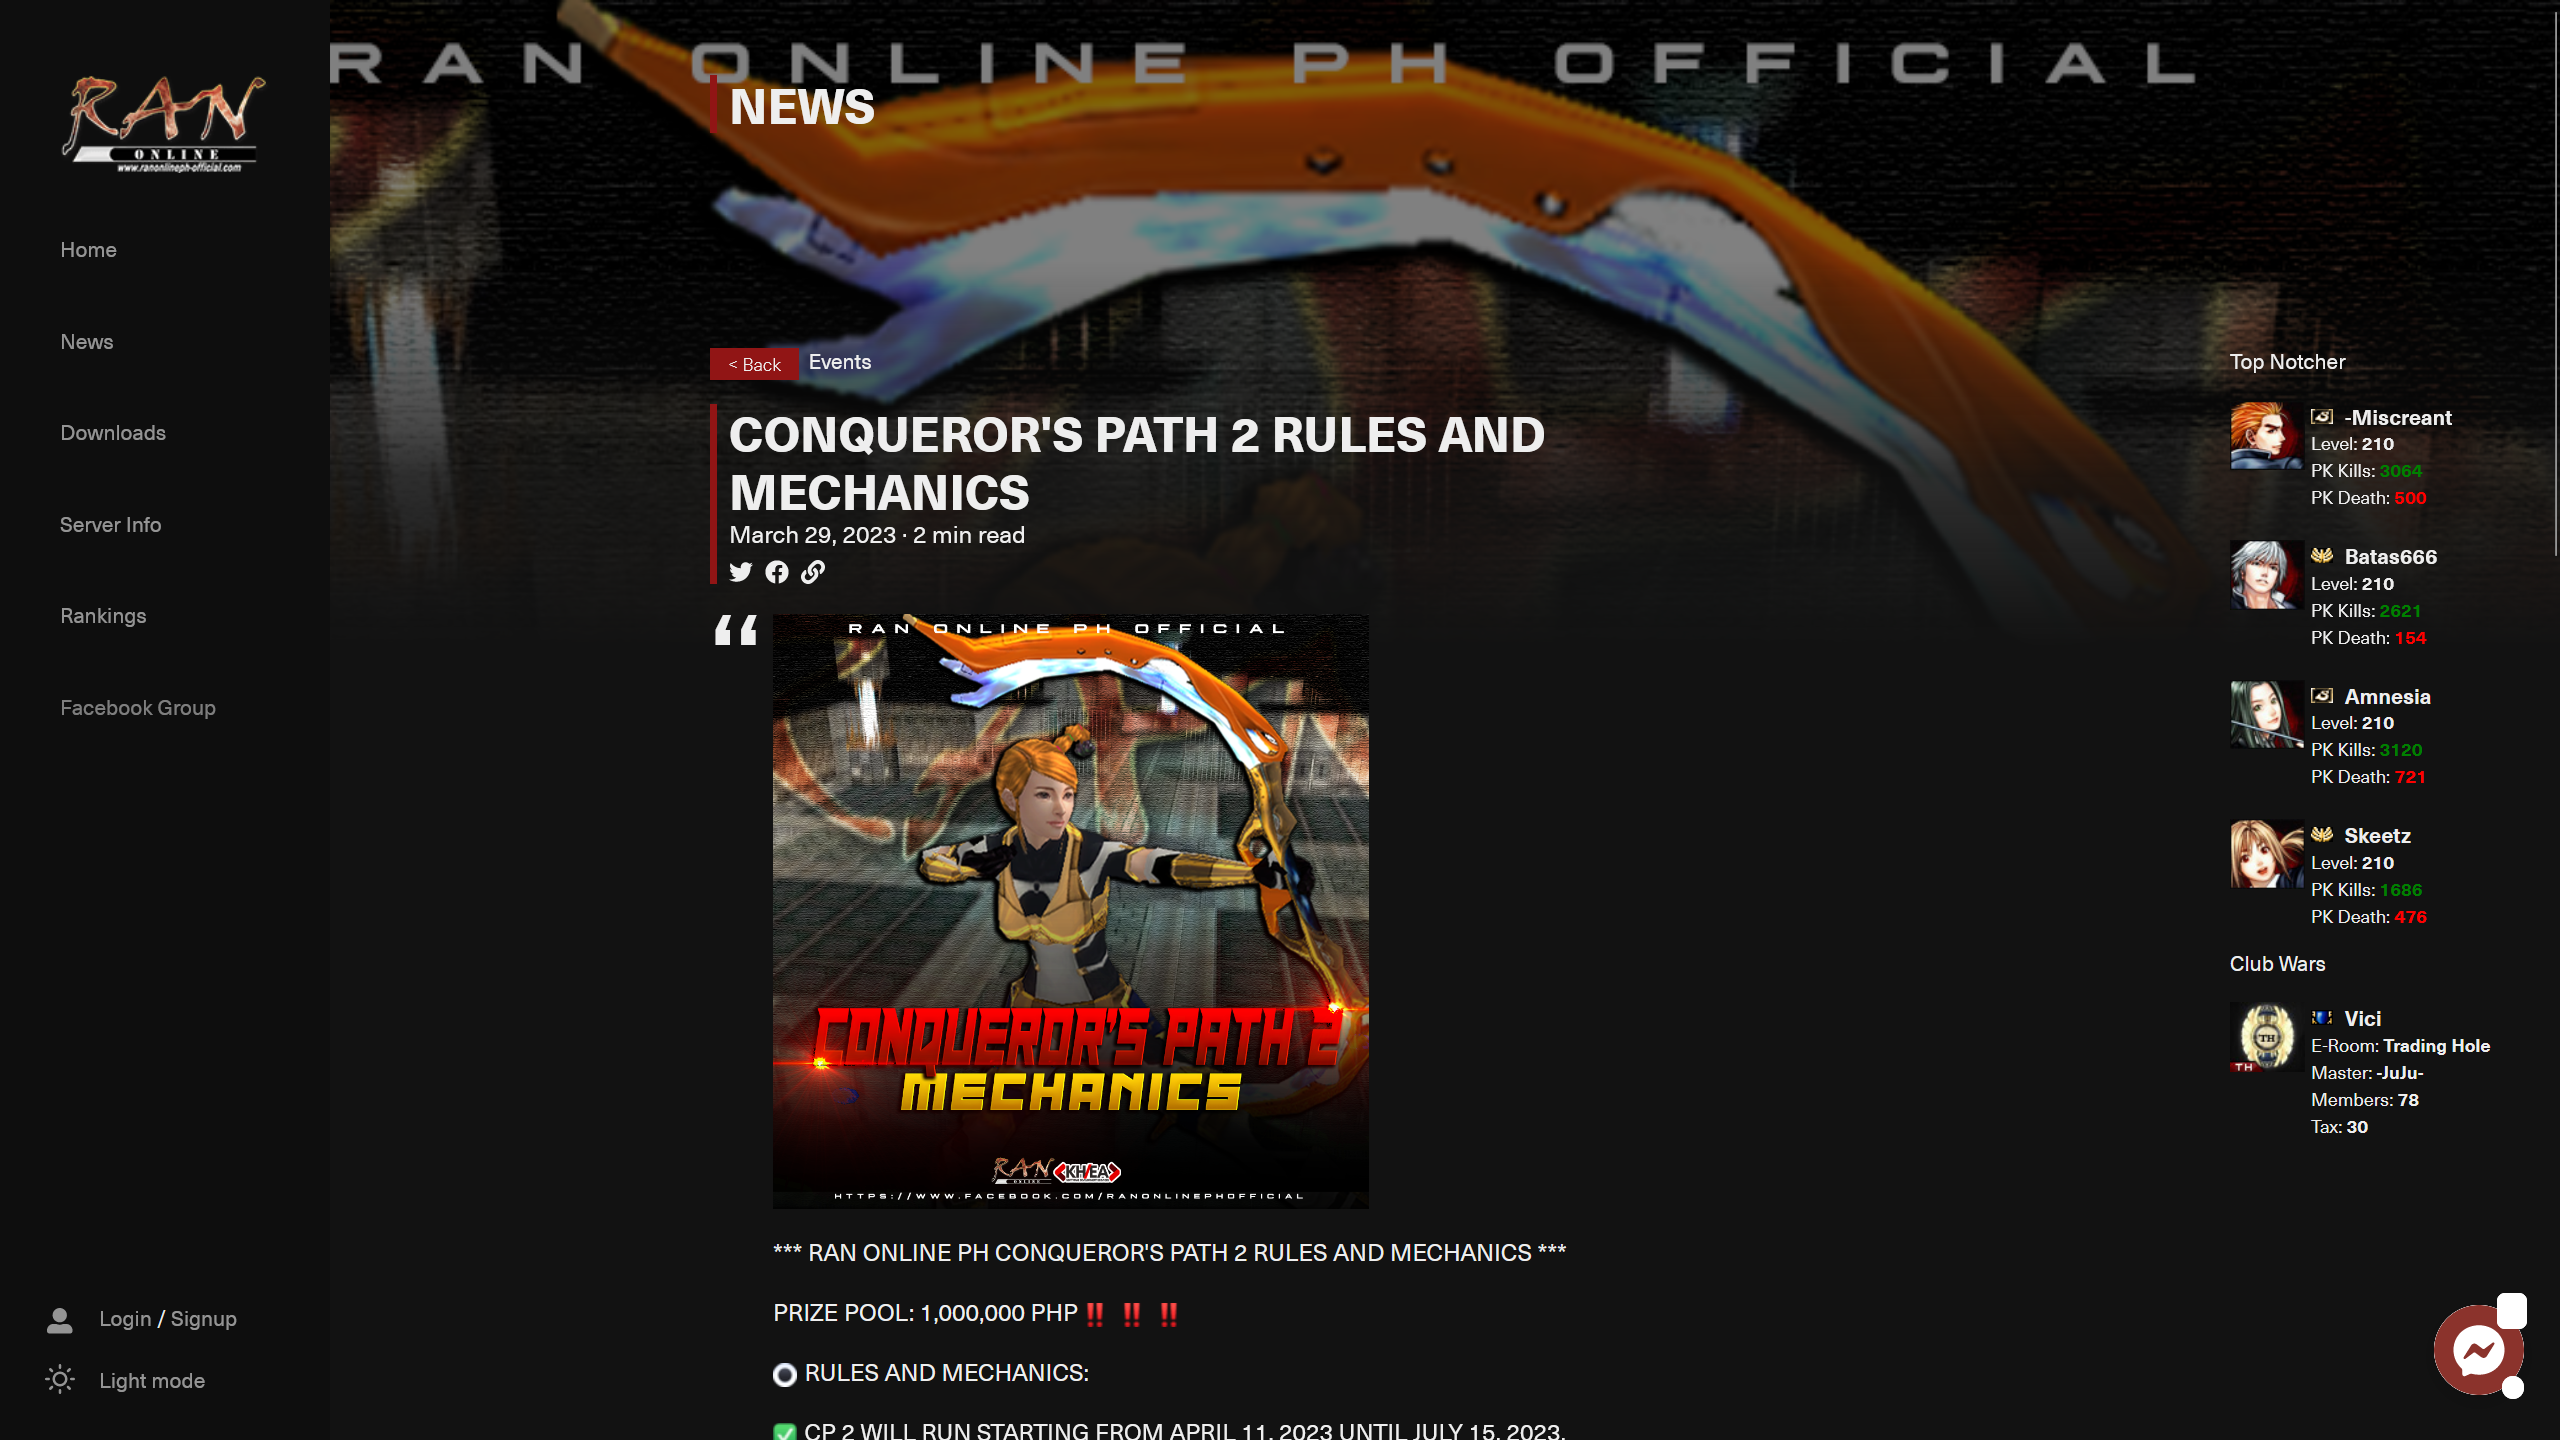 RAN ONLINE PH OFFICIAL
RAN
ONLINE
www.ranonlineph-official.com
NEWS
Home
News
Downloads
Server Info
Rankings
Facebook Group
Login / Signup
Light mode
< Back
Events
CONQUEROR'S PATH 2 RULES AND
MECHANICS
March 29, 2023 · 2 min read
RAN ONLINE PH OFFICIAL
CONQUEROR'S PATH 2
MECHANICS
RAN
ONLINE
KHEA
HTTPS://WWW.FACEBOOK.COM/RANONLINEPHOFFICIAL
*** RAN ONLINE PH CONQUEROR'S PATH 2 RULES AND MECHANICS ***
PRIZE POOL: 1,000,000 PHP ‼️ ‼️ ‼️
RULES AND MECHANICS:
✅ CP 2 WILL RUN STARTING FROM APRIL 11, 2023 UNTIL JULY 15, 2023.
Top Notcher
-Miscreant
Level: 210
PK Kills: 3064
PK Death: 500
Batas666
Level: 210
PK Kills: 2621
PK Death: 154
Amnesia
Level: 210
PK Kills: 3120
PK Death: 721
Skeetz
Level: 210
PK Kills: 1686
PK Death: 476
Club Wars
TH
TH
Vici
E-Room: Trading Hole
Master: -JuJu-
Members: 78
Tax: 30